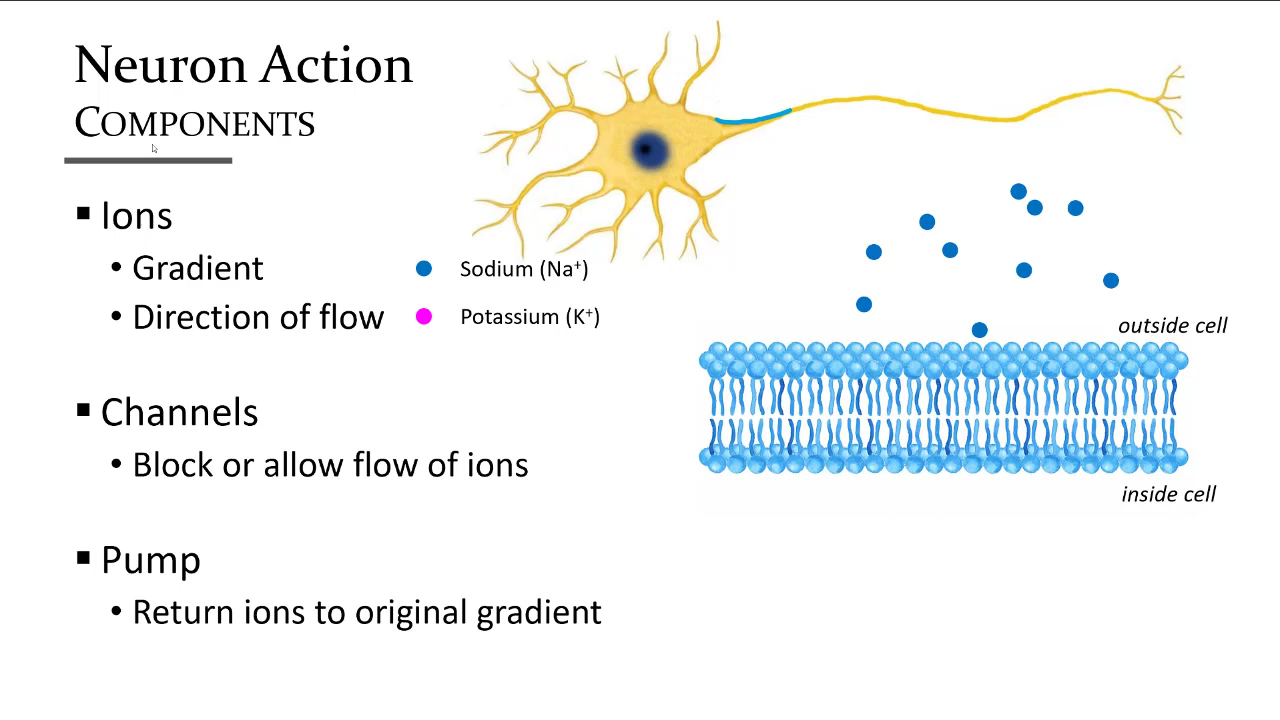 Neuron Action
COMPONENTS
▪ Ions
• Gradient
• Direction of flow
Sodium (Na⁺)
Potassium (K⁺)
▪ Channels
• Block or allow flow of ions
▪ Pump
• Return ions to original gradient
outside cell
inside cell